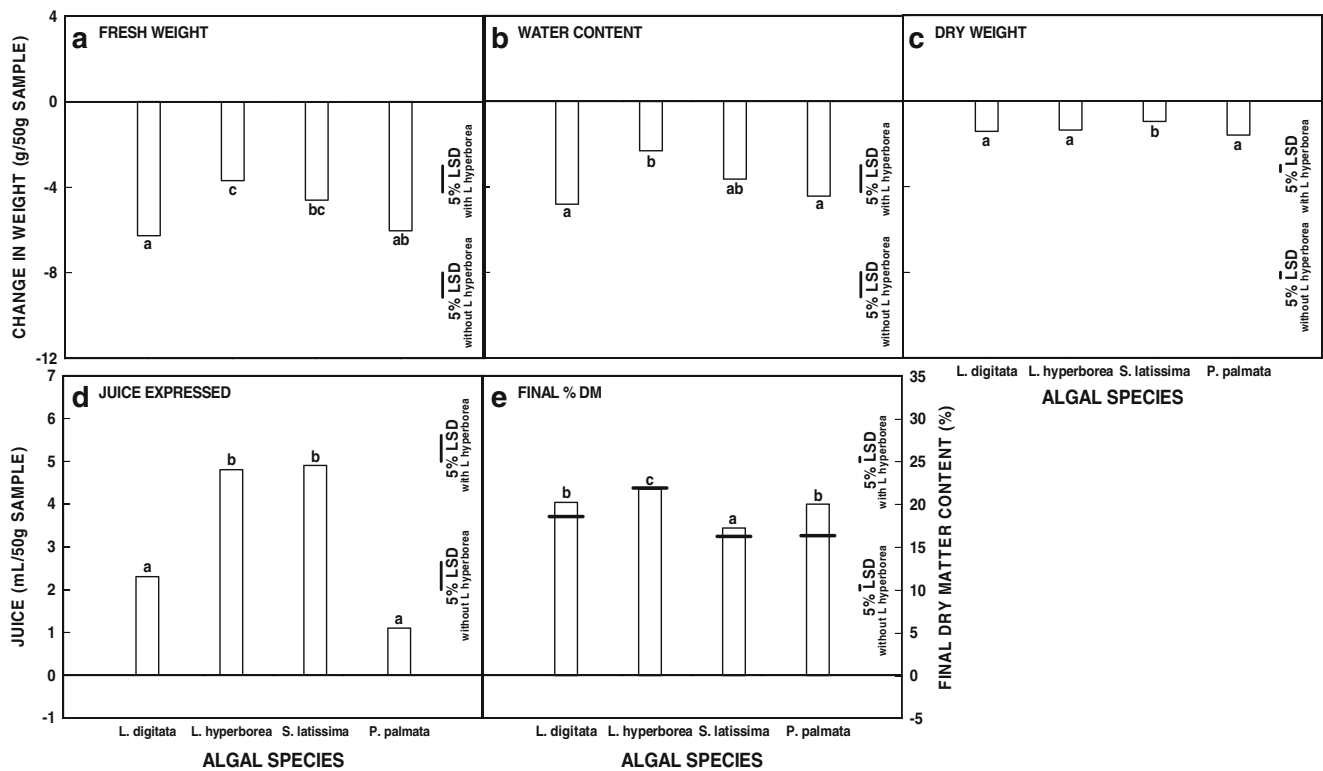 a FRESH WEIGHT
b WATER CONTENT
c DRY WEIGHT
CHANGE IN WEIGHT (g/50g SAMPLE)
4
0
-4
-8
-12
a
c
bc
ab
5% LSD
with L hyperborea
5% LSD
without L hyperborea
a
b
ab
a
5% LSD
with L hyperborea
5% LSD
without L hyperborea
a
a
b
a
5% LSD
with L hyperborea
5% LSD
without L hyperborea
L. digitata L. hyperborea S. latissima P. palmata
ALGAL SPECIES
d JUICE EXPRESSED
e FINAL % DM
JUICE (mL/50g SAMPLE)
7
6
5
4
3
2
1
0
-1
a
b
b
a
5% LSD
with L hyperborea
5% LSD
without L hyperborea
b
c
a
b
5% LSD
with L hyperborea
5% LSD
without L hyperborea
35
30
25
20
15
10
5
0
-5
FINAL DRY MATTER CONTENT (%)
L. digitata L. hyperborea S. latissima P. palmata
ALGAL SPECIES
L. digitata L. hyperborea S. latissima P. palmata
ALGAL SPECIES